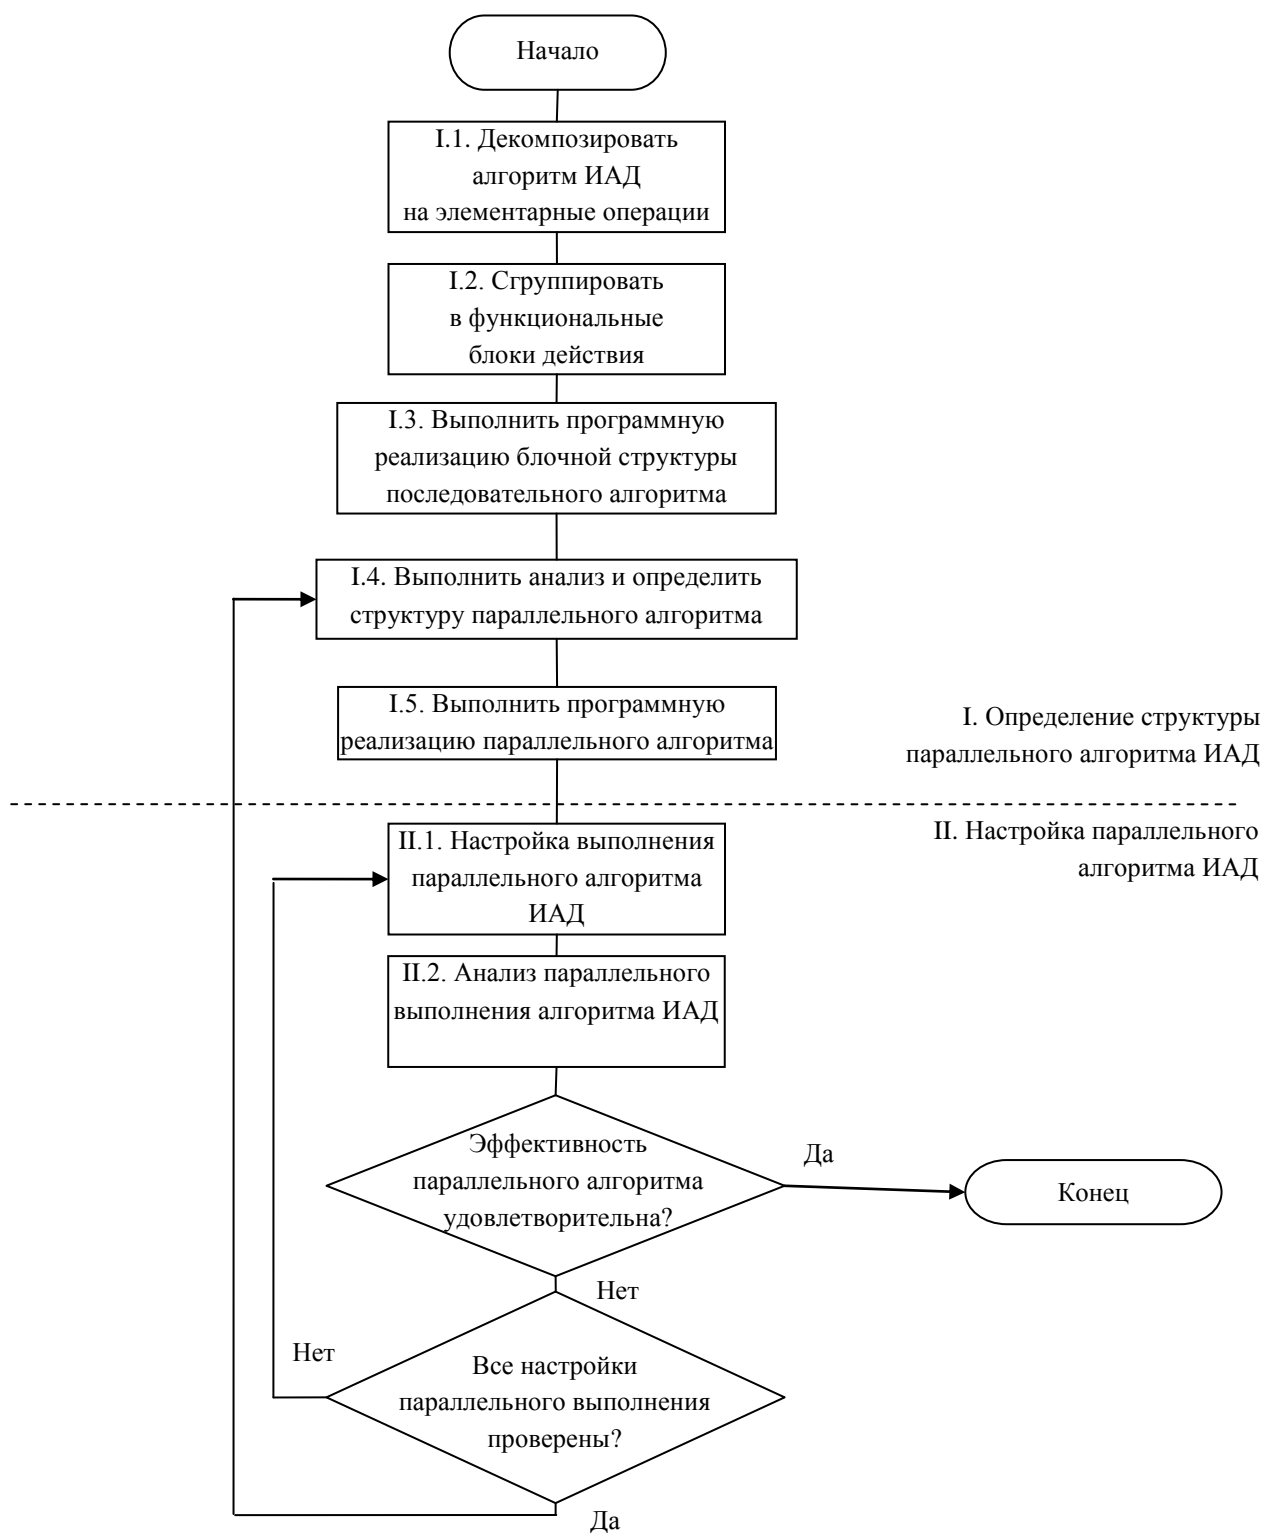 Начало
I.1. Декомпозировать
алгоритм ИАД
на элементарные операции
I.2. Сгруппировать
в функциональные
блоки действия
I.3. Выполнить программную
реализацию блочной структуры
последовательного алгоритма
I.4. Выполнить анализ и определить
структуру параллельного алгоритма
I.5. Выполнить программную
реализацию параллельного алгоритма
I. Определение структуры
параллельного алгоритма ИАД
II. Настройка параллельного
алгоритма ИАД
II.1. Настройка выполнения
параллельного алгоритма
ИАД
II.2. Анализ параллельного
выполнения алгоритма ИАД
Эффективность
параллельного алгоритма
удовлетворительна?
Да
Конец
Нет
Нет
Все настройки
параллельного выполнения
проверены?
Да